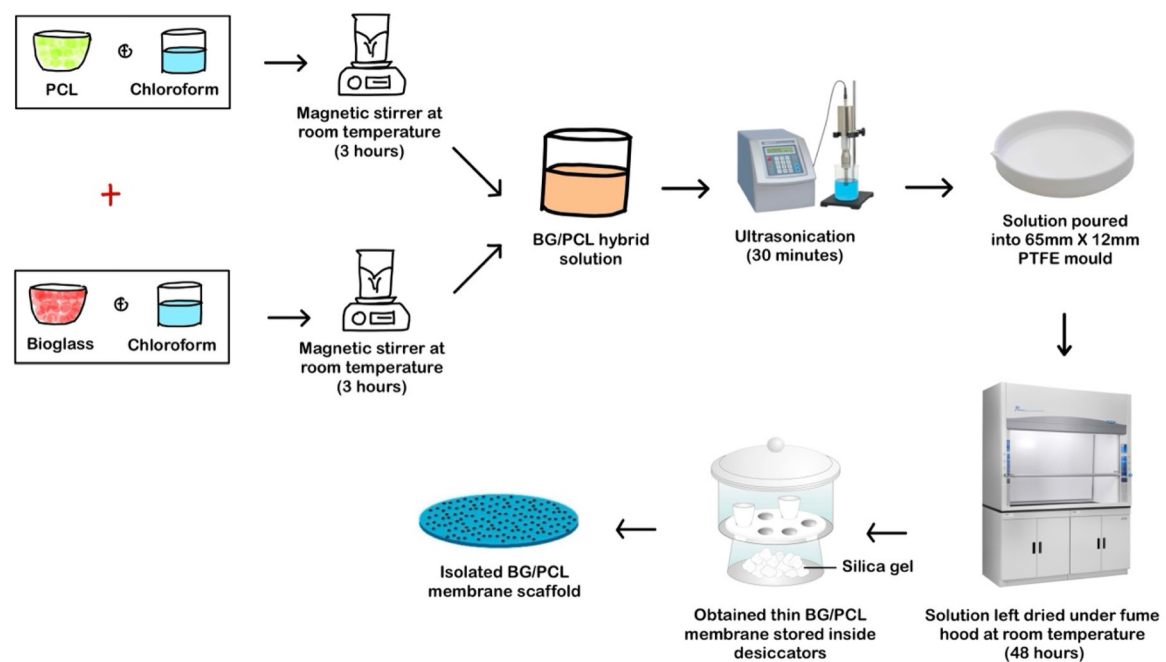 PCL
Chloroform
Magnetic stirrer at
room temperature
(3 hours)
+
Bioglass
Chloroform
Magnetic stirrer at
room temperature
(3 hours)
BG/PCL hybrid
solution
Ultrasonication
(30 minutes)
Solution poured
into 65mm X 12mm
PTFE mould
Solution left dried under fume
hood at room temperature
(48 hours)
Silica gel
Obtained thin BG/PCL
membrane stored inside
desiccators
Isolated BG/PCL
membrane scaffold